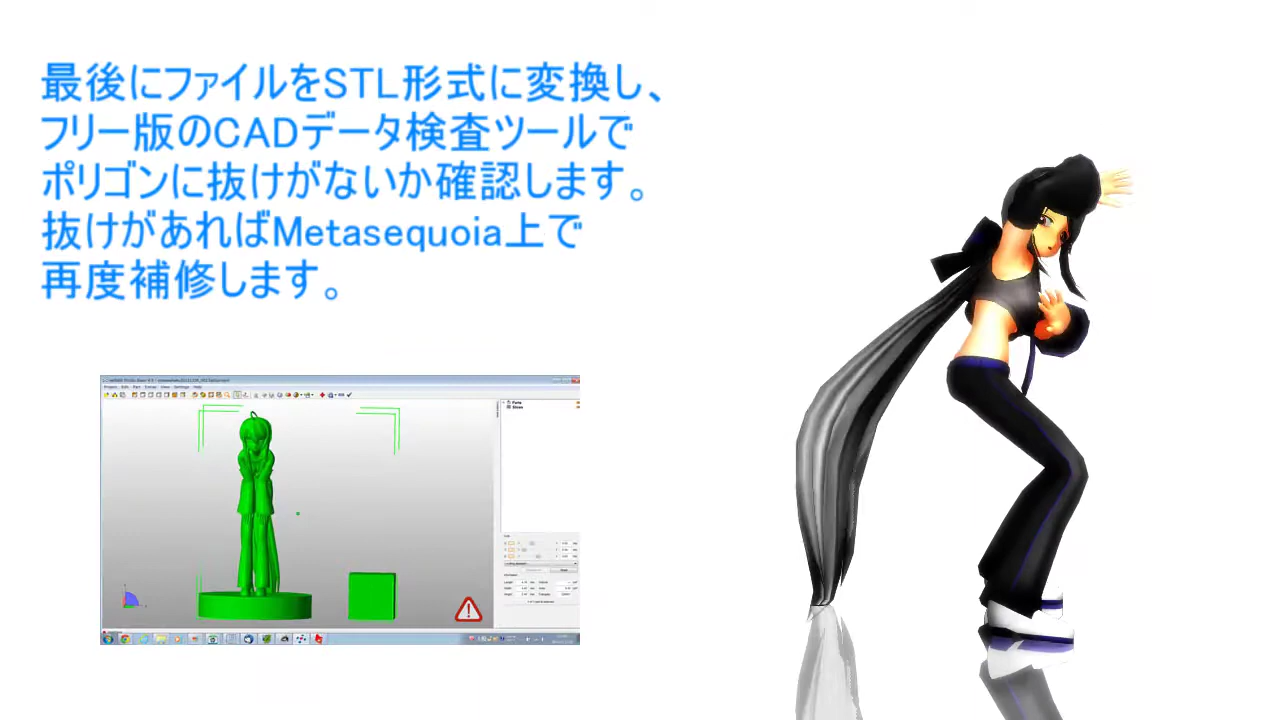 最後にファイルをSTL形式に変換し、
フリー版のCADデータ検査ツールで
ポリゴンに抜けがないか確認します。
抜けがあればMetasequoia上で
再度補修します。